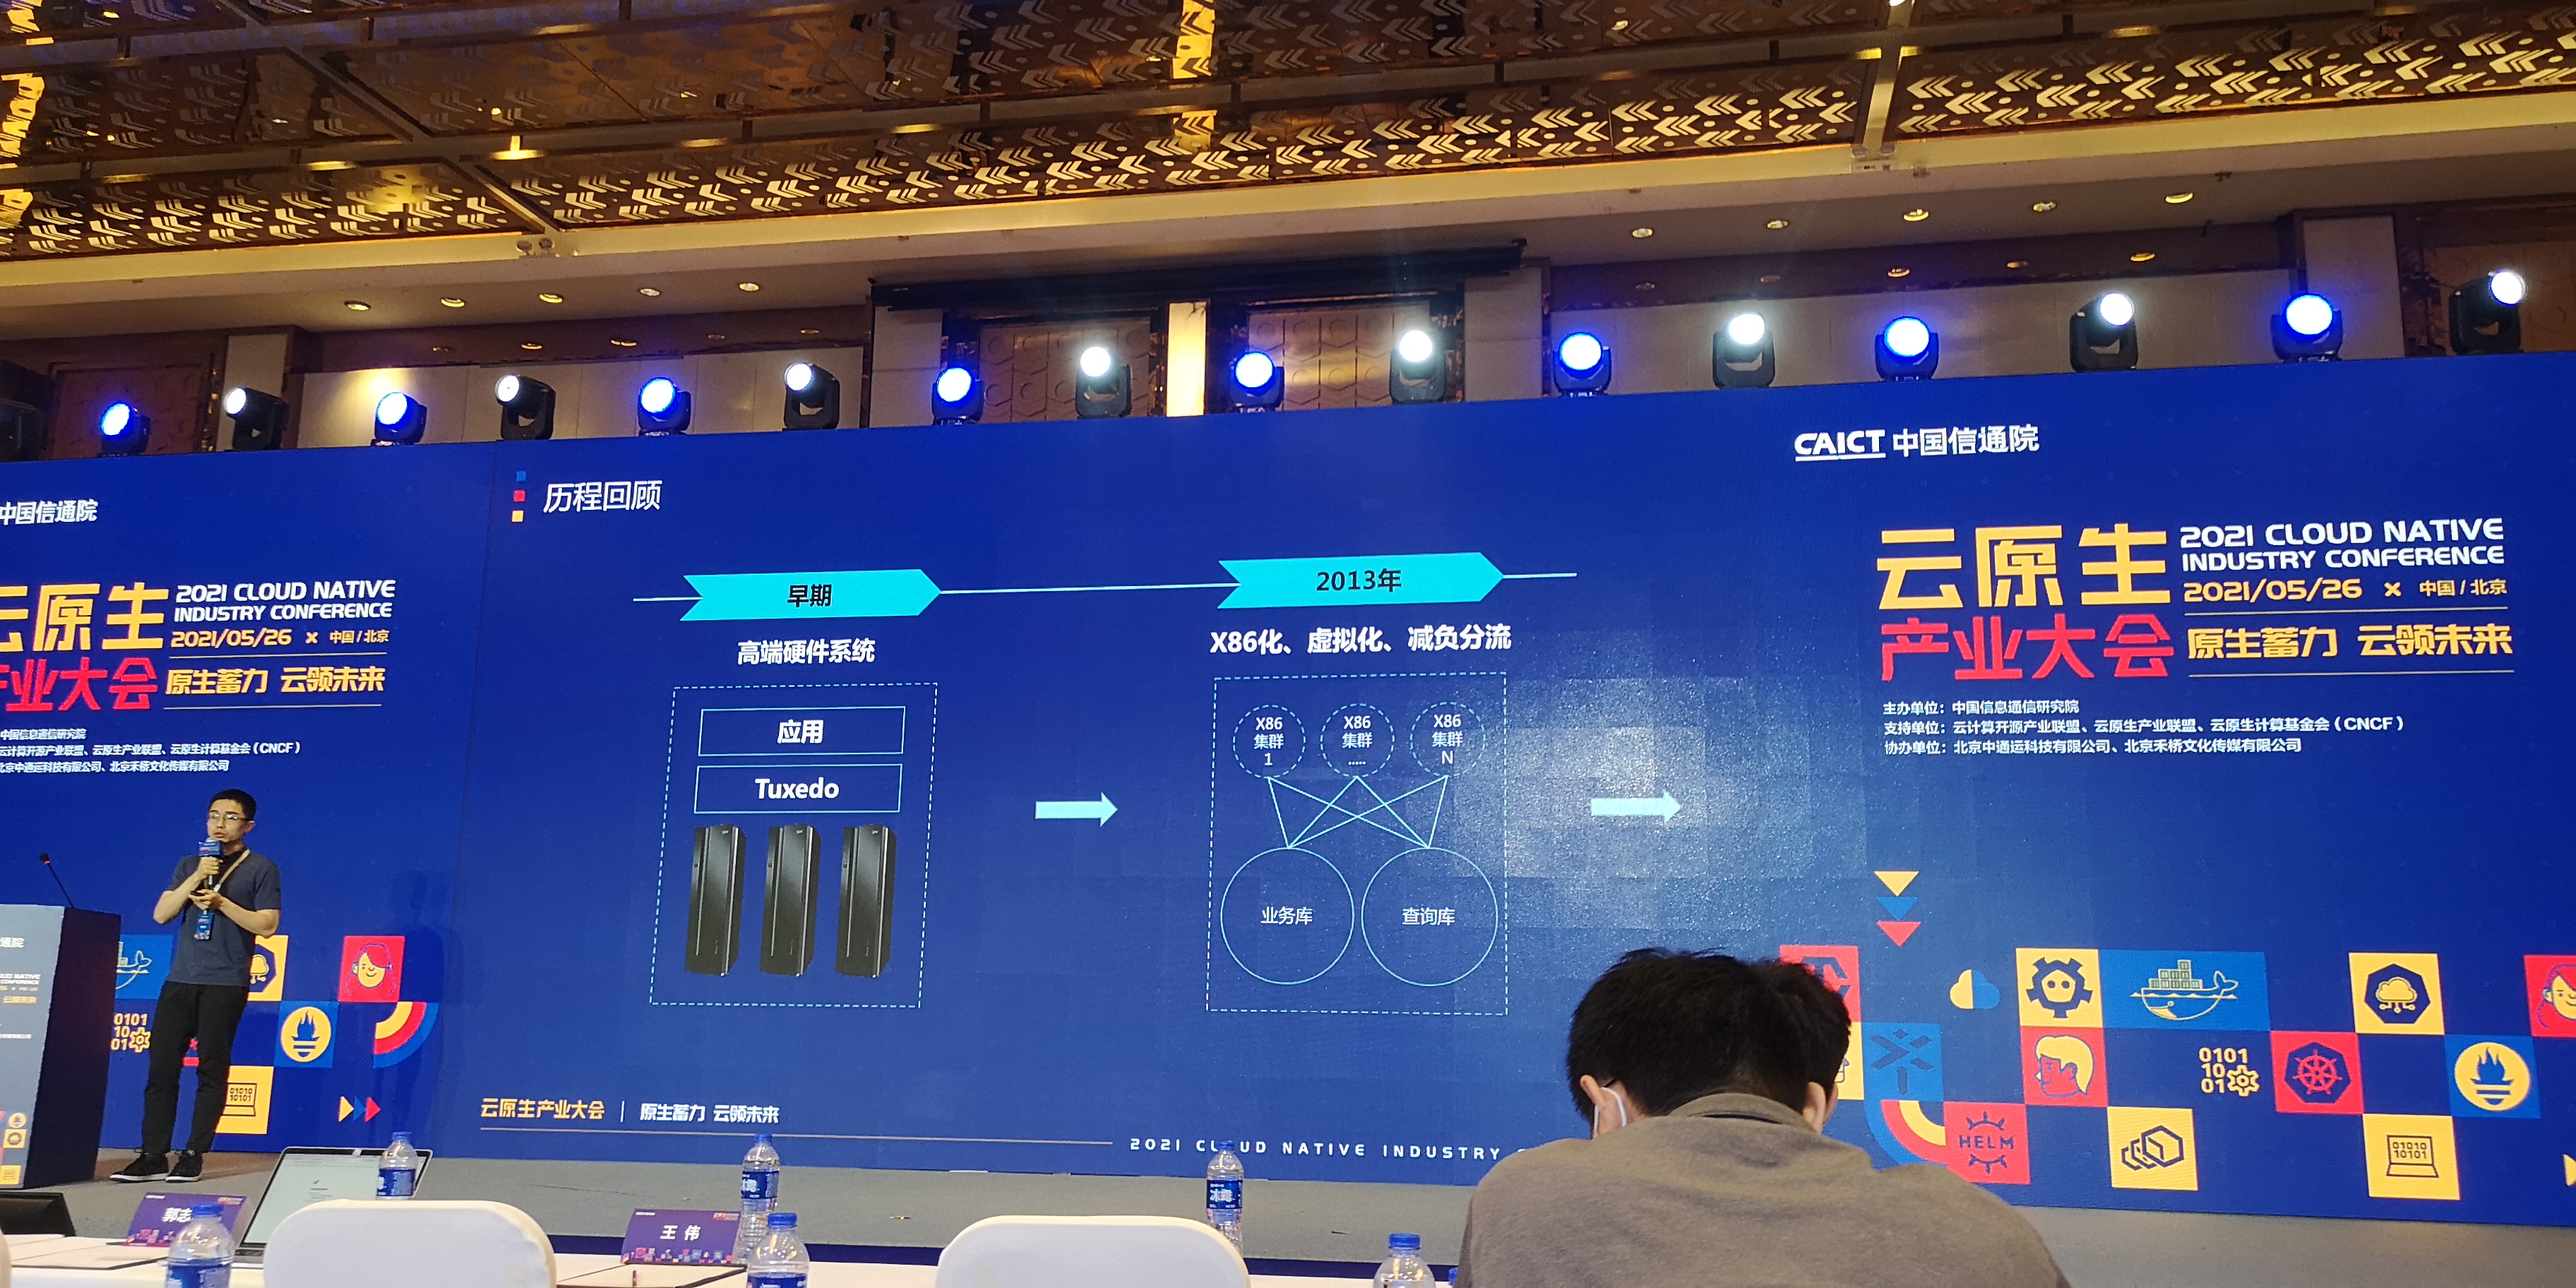 中国信通院
云原生
2021 CLOUD NATIVE
INDUSTRY CONFERENCE
2021/05/26 × 中国/北京
产业大会
原生蓄力 云领未来
中国信息通信研究院
云计算开源产业联盟、云原生产业联盟、云原生计算基金会(CNCF)
北京中通运科技有限公司、北京禾桥文化传媒有限公司
历程回顾
早期
高端硬件系统
应用
Tuxedo
2013年
X86化、虚拟化、减负分流
X86
集群
1
X86
集群
.....
X86
集群
N
业务库
查询库
云原生产业大会 | 原生蓄力 云领未来
2021 CLOUD NATIVE INDUSTRY
CAICT 中国信通院
云原生
2021 CLOUD NATIVE
INDUSTRY CONFERENCE
2021/05/26 × 中国/北京
产业大会
原生蓄力 云领未来
主办单位：中国信息通信研究院
支持单位：云计算开源产业联盟、云原生产业联盟、云原生计算基金会(CNCF)
协办单位：北京中通运科技有限公司、北京禾桥文化传媒有限公司
0101
10
01
01010
10101
0101
10
01
HELM
01010
10101
通院
郭志
王伟
冰露